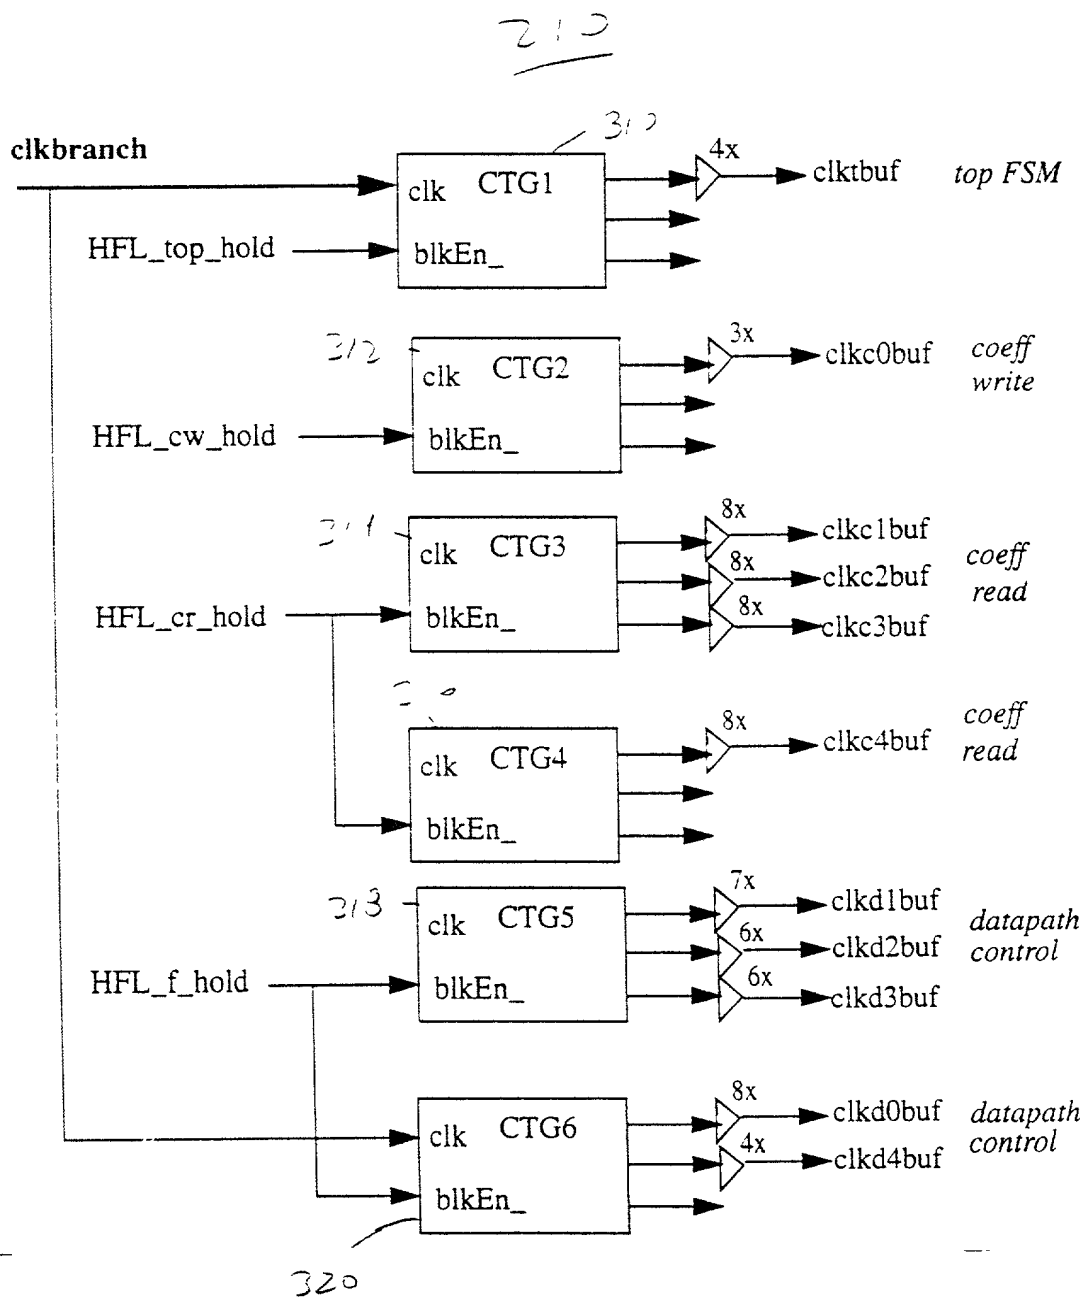 210
310
clkbranch
4x
clk CTG1
clktbuf top FSM
HFL_top_hold
blkEn_
312
3x
clk CTG2
clkc0buf coeff
write
HFL_cw_hold
blkEn_
8x
clk CTG3
clkc1buf
8x
clkc2buf
coeff
read
8x
clkc3buf
HFL_cr_hold
blkEn_
8x
clk CTG4
clkc4buf
coeff
read
blkEn_
318
7x
clk CTG5
clkd1buf
6x
clkd2buf
datapath
control
6x
clkd3buf
HFL_f_hold
blkEn_
8x
clk CTG6
clkd0buf
4x
clkd4buf
datapath
control
blkEn_
320